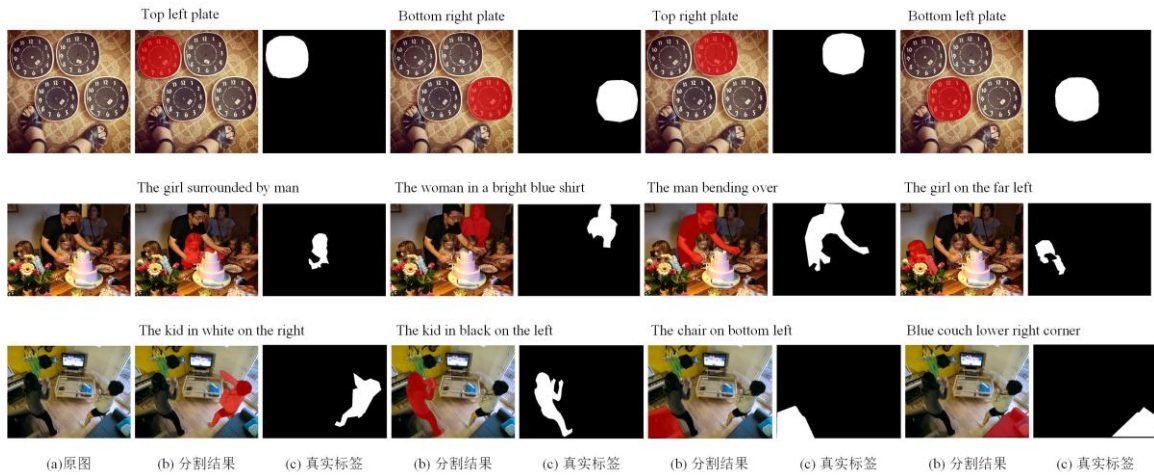 Top left plate Bottom right plate Top right plate Bottom left plate
The girl surrounded by man The woman in a bright blue shirt The man bending over The girl on the far left
The kid in white on the right The kid in black on the left The chair on bottom left Blue couch lower right corner
(a)原图 (b) 分割结果 (c) 真实标签 (b) 分割结果 (c) 真实标签 (b) 分割结果 (c) 真实标签 (b) 分割结果 (c) 真实标签